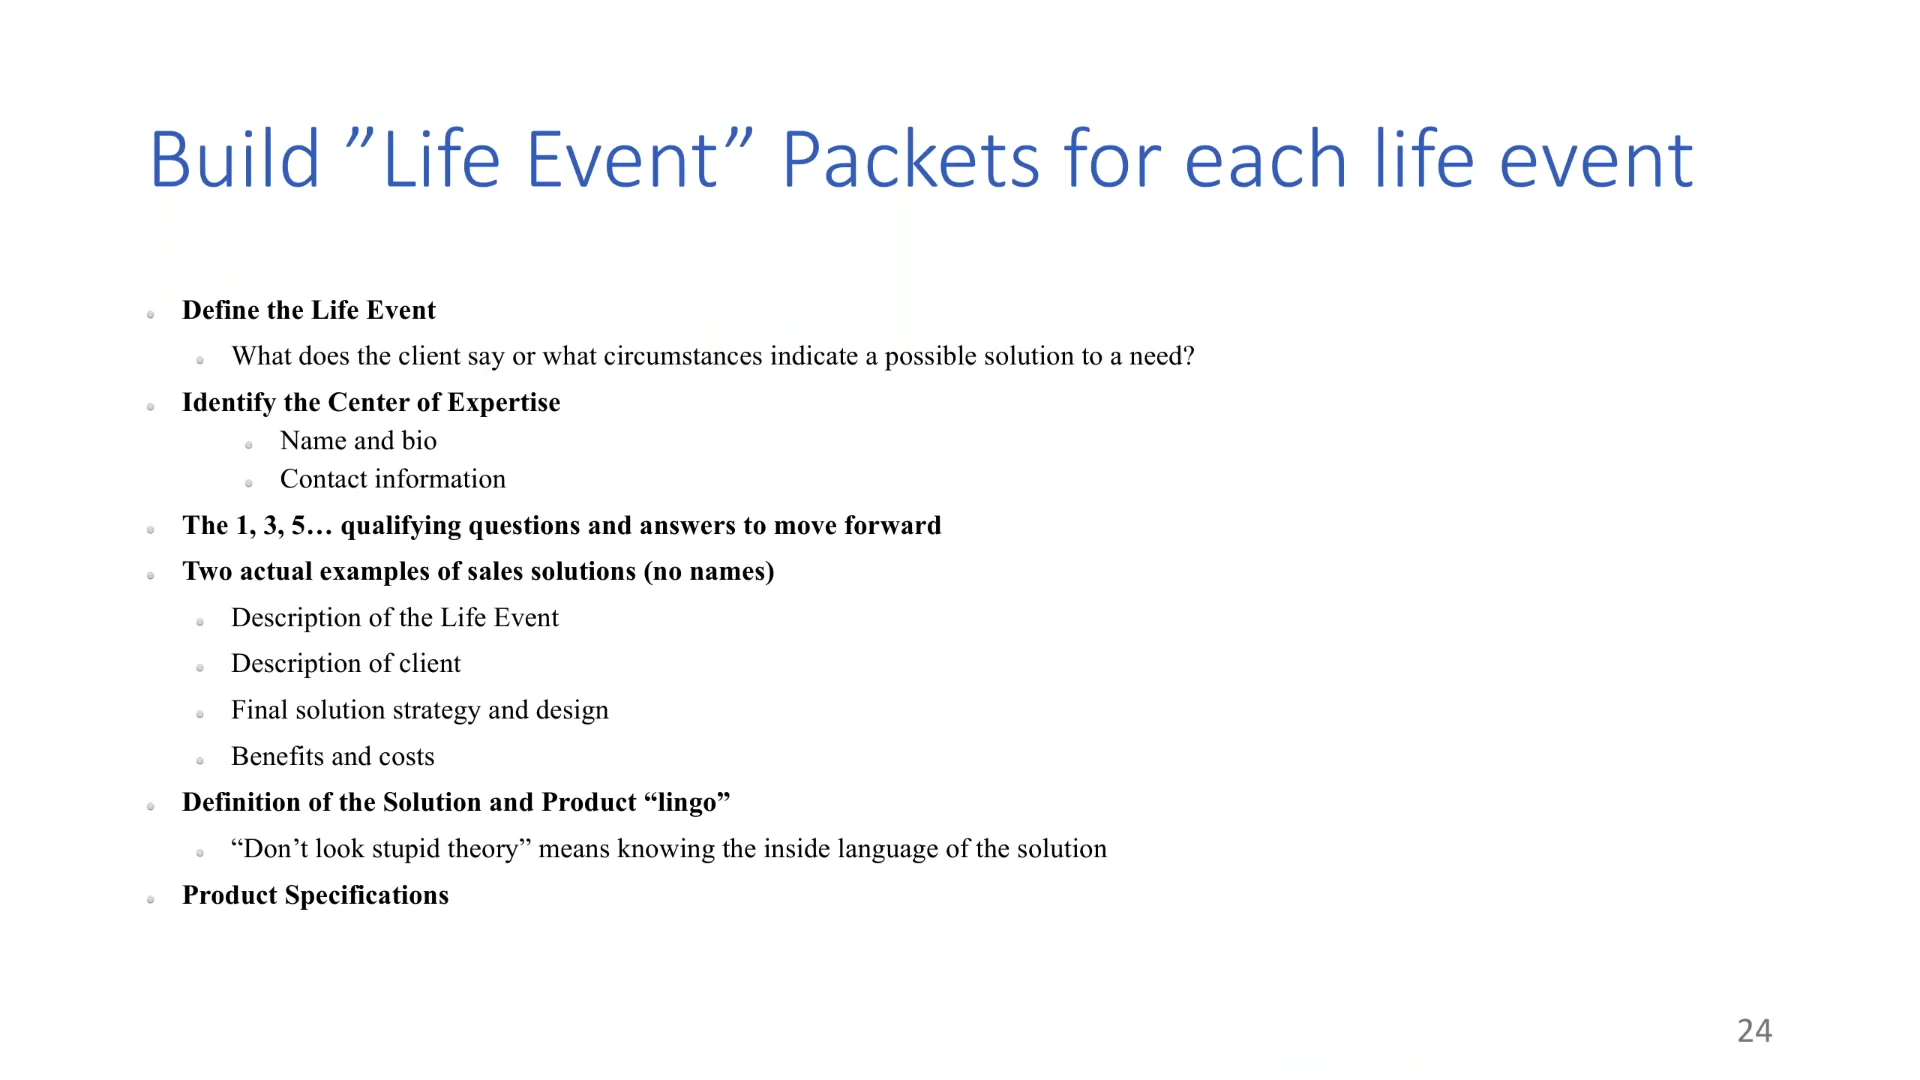 Build ”Life Event” Packets for each life event
Define the Life Event
What does the client say or what circumstances indicate a possible solution to a need?
Identify the Center of Expertise
Name and bio
Contact information
The 1, 3, 5… qualifying questions and answers to move forward
Two actual examples of sales solutions (no names)
Description of the Life Event
Description of client
Final solution strategy and design
Benefits and costs
Definition of the Solution and Product “lingo”
“Don’t look stupid theory” means knowing the inside language of the solution
Product Specifications
24